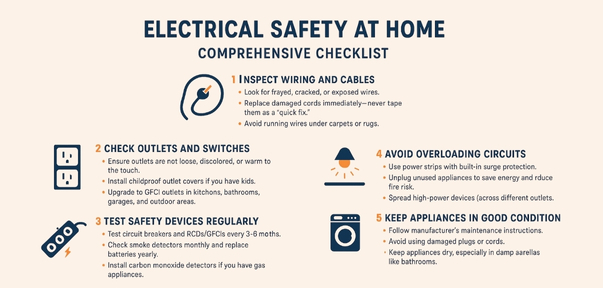 ELECTRICAL SAFETY AT HOME
COMPREHENSIVE CHECKLIST
1 INSPECT WIRING AND CABLES
• Look for frayed, cracked, or exposed wires.
• Replace damaged cords immediately—never tape
them as a “quick fix.”
• Avoid running wires under carpets or rugs.
2 CHECK OUTLETS AND SWITCHES
• Ensure outlets are not loose, discolored, or warm to
the touch.
• Install childproof outlet covers if you have kids.
• Upgrade to GFCI outlets in kitchens, bathrooms,
garages, and outdoor areas.
3 TEST SAFETY DEVICES REGULARLY
• Test circuit breakers and RCDs/GFCIs every 3-6 moths.
• Check smoke detectors monthly and replace
batteries yearly.
• Install carbon monoxide detectors if you have gas
appliances.
4 AVOID OVERLOADING CIRCUITS
• Use power strips with built-in surge protection.
• Unplug unused appliances to save energy and rduce
fire risk.
• Spread high-power devices (across different outlets.
5 KEEP APPLIANCES IN GOOD CONDITION
• Follow manufacturer’s maintenance instructions.
• Avoid using damaged plugs or cords.
• Keep appliances dry, especially in damp aarellas
like bathrooms.